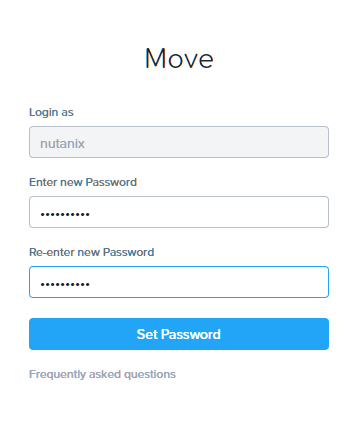 Move
Login as
nutanix
Enter new Password
••••••••••
Re-enter new Password
••••••••••
Set Password
Frequently asked questions